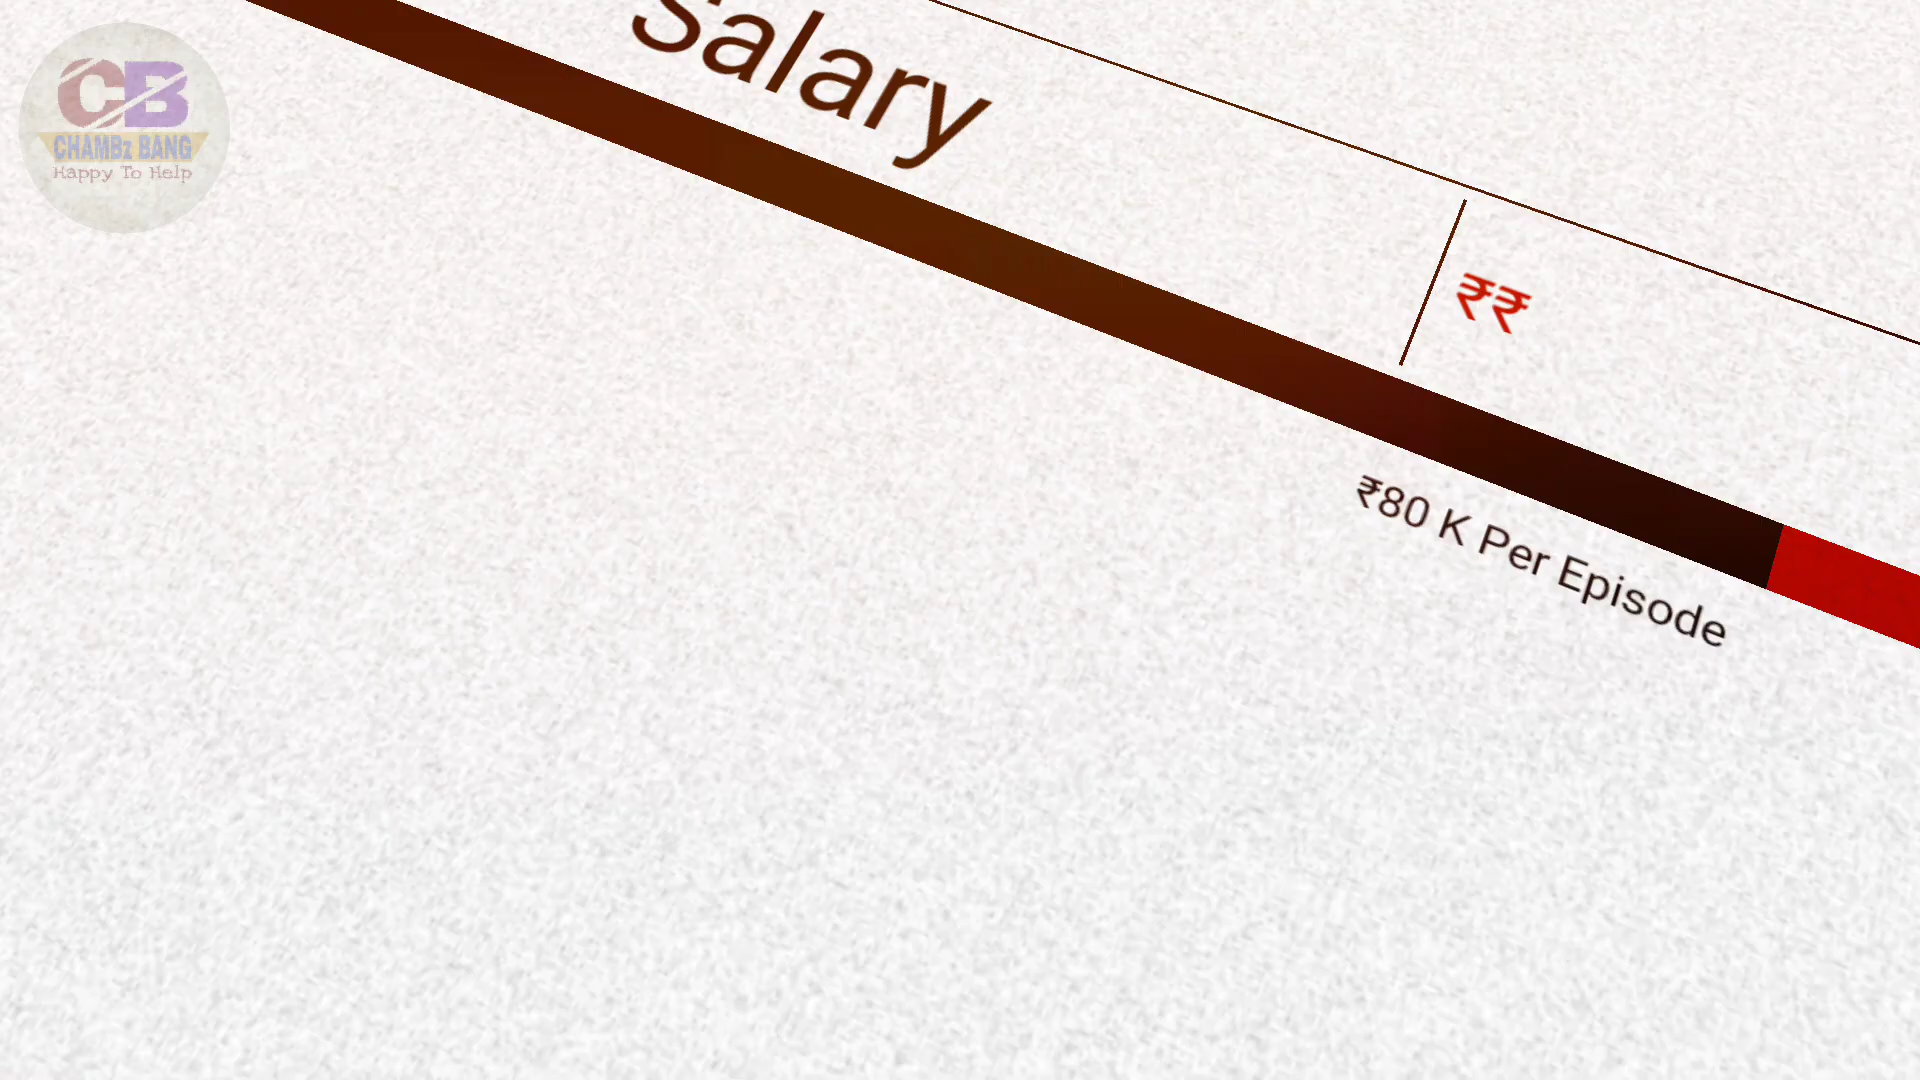 CB
CHAMBz BANG
Happy To Help
Salary
₹₹
₹80 K Per Episode